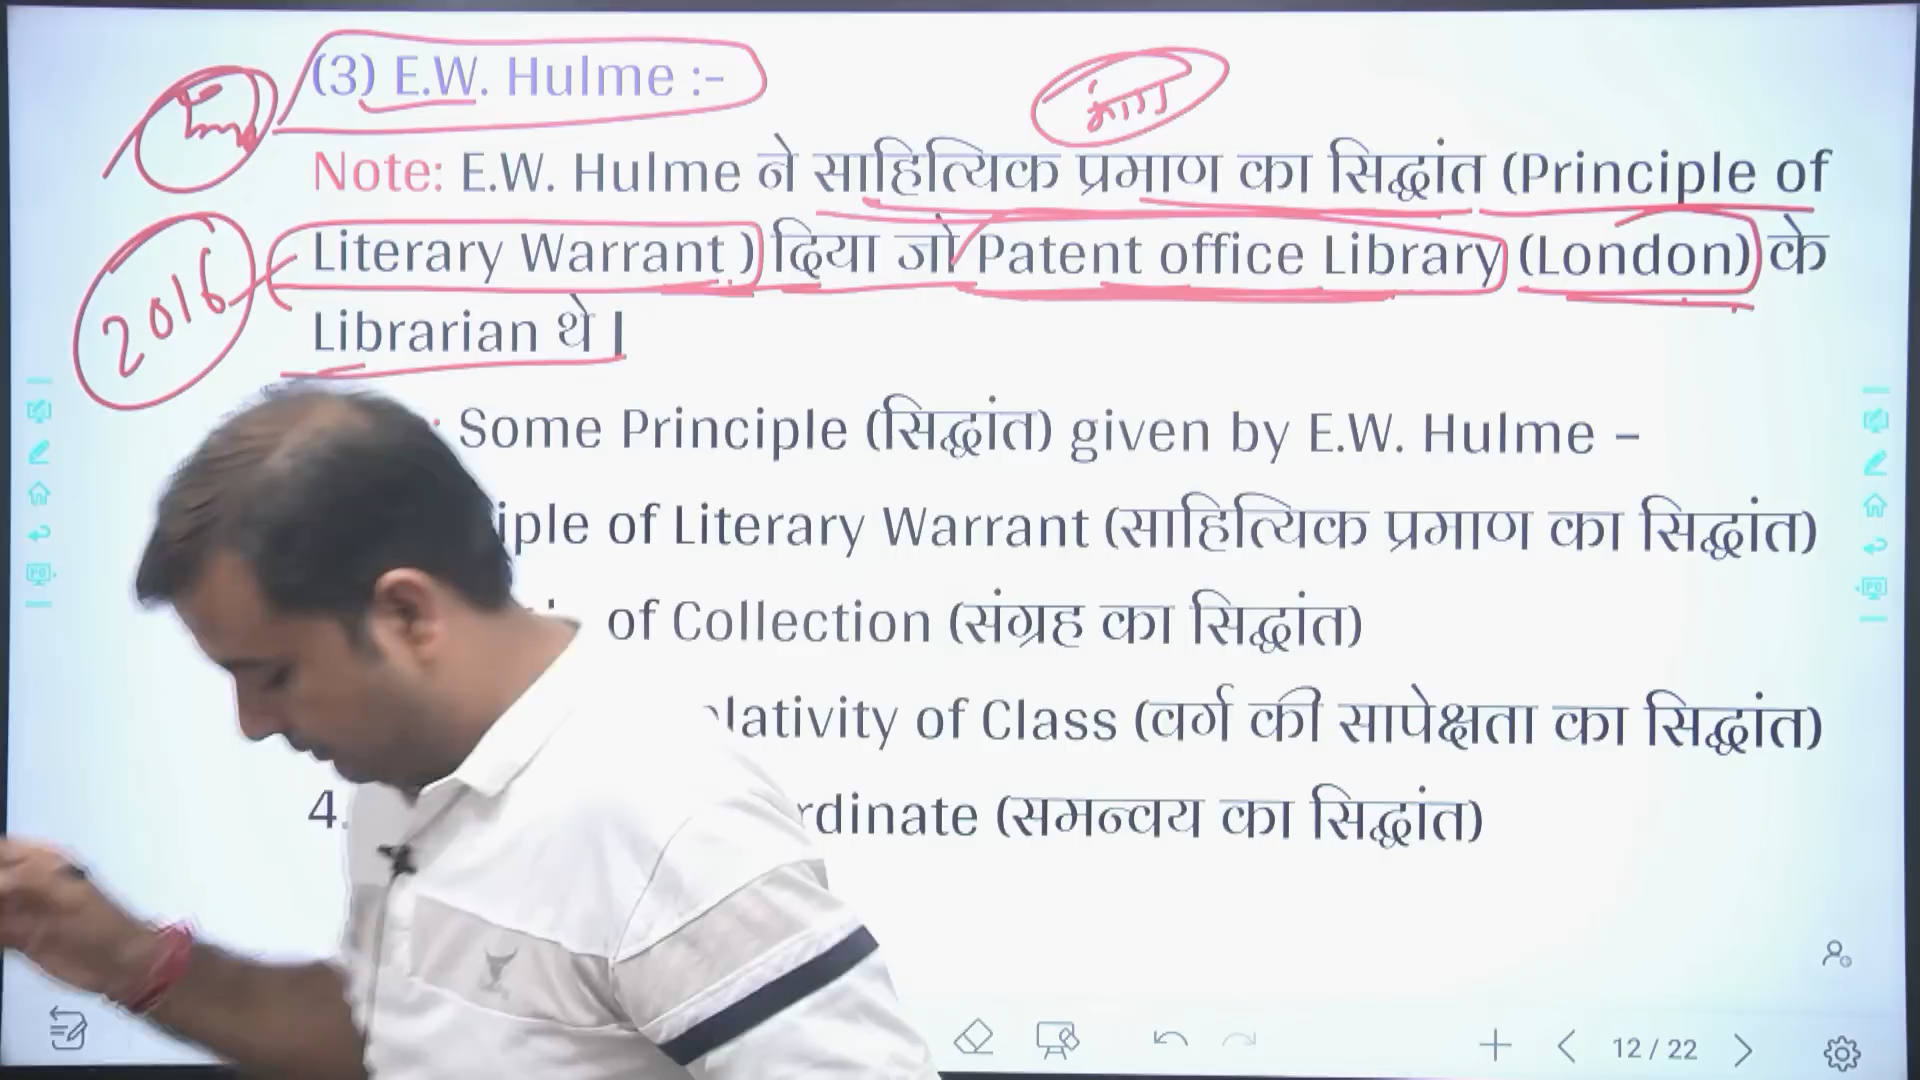 (3) E.W. Hulme :-
Note: E.W. Hulme ने साहित्यिक प्रमाण का सिद्धांत (Principle of
Literary Warrant ) दिया जो Patent office Library (London) के
Librarian थे |
2016
: Some Principle (सिद्धांत) given by E.W. Hulme –
iple of Literary Warrant (साहित्यिक प्रमाण का सिद्धांत)
of Collection (संग्रह का सिद्धांत)
lativity of Class (वर्ग की सापेक्षता का सिद्धांत)
4. rdinate (समन्वय का सिद्धांत)
12 / 22